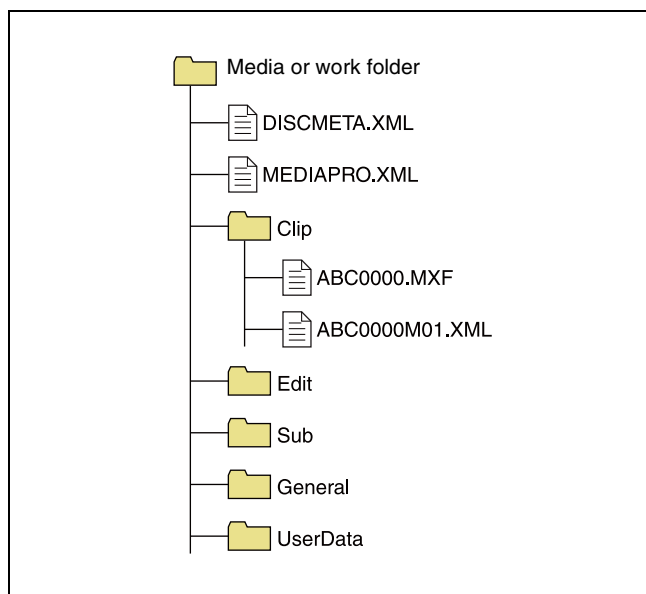 Media or work folder
DISCMETA.XML
MEDIAPRO.XML
Clip
ABC0000.MXF
ABC0000M01.XML
Edit
Sub
General
UserData